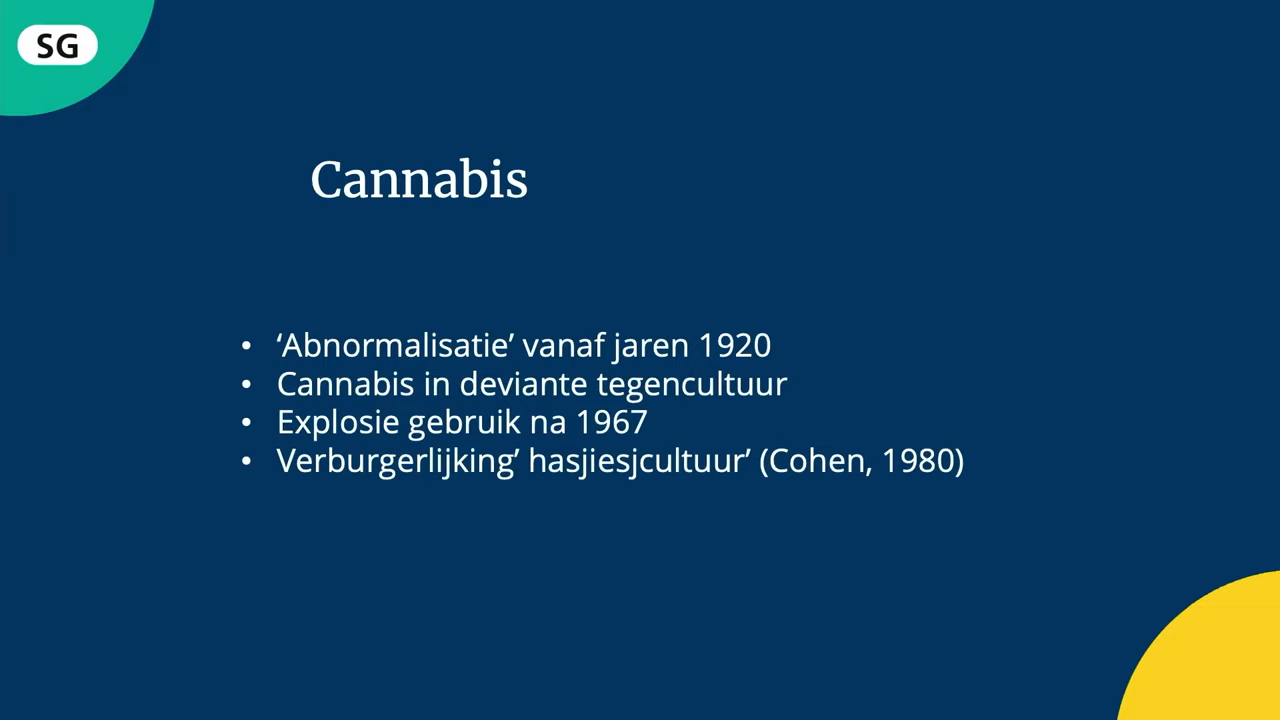 SG
Cannabis
• ‘Abnormalisatie’ vanaf jaren 1920
• Cannabis in deviante tegencultuur
• Explosie gebruik na 1967
• Verburgerlijking’ hasjiesjcultuur’ (Cohen, 1980)